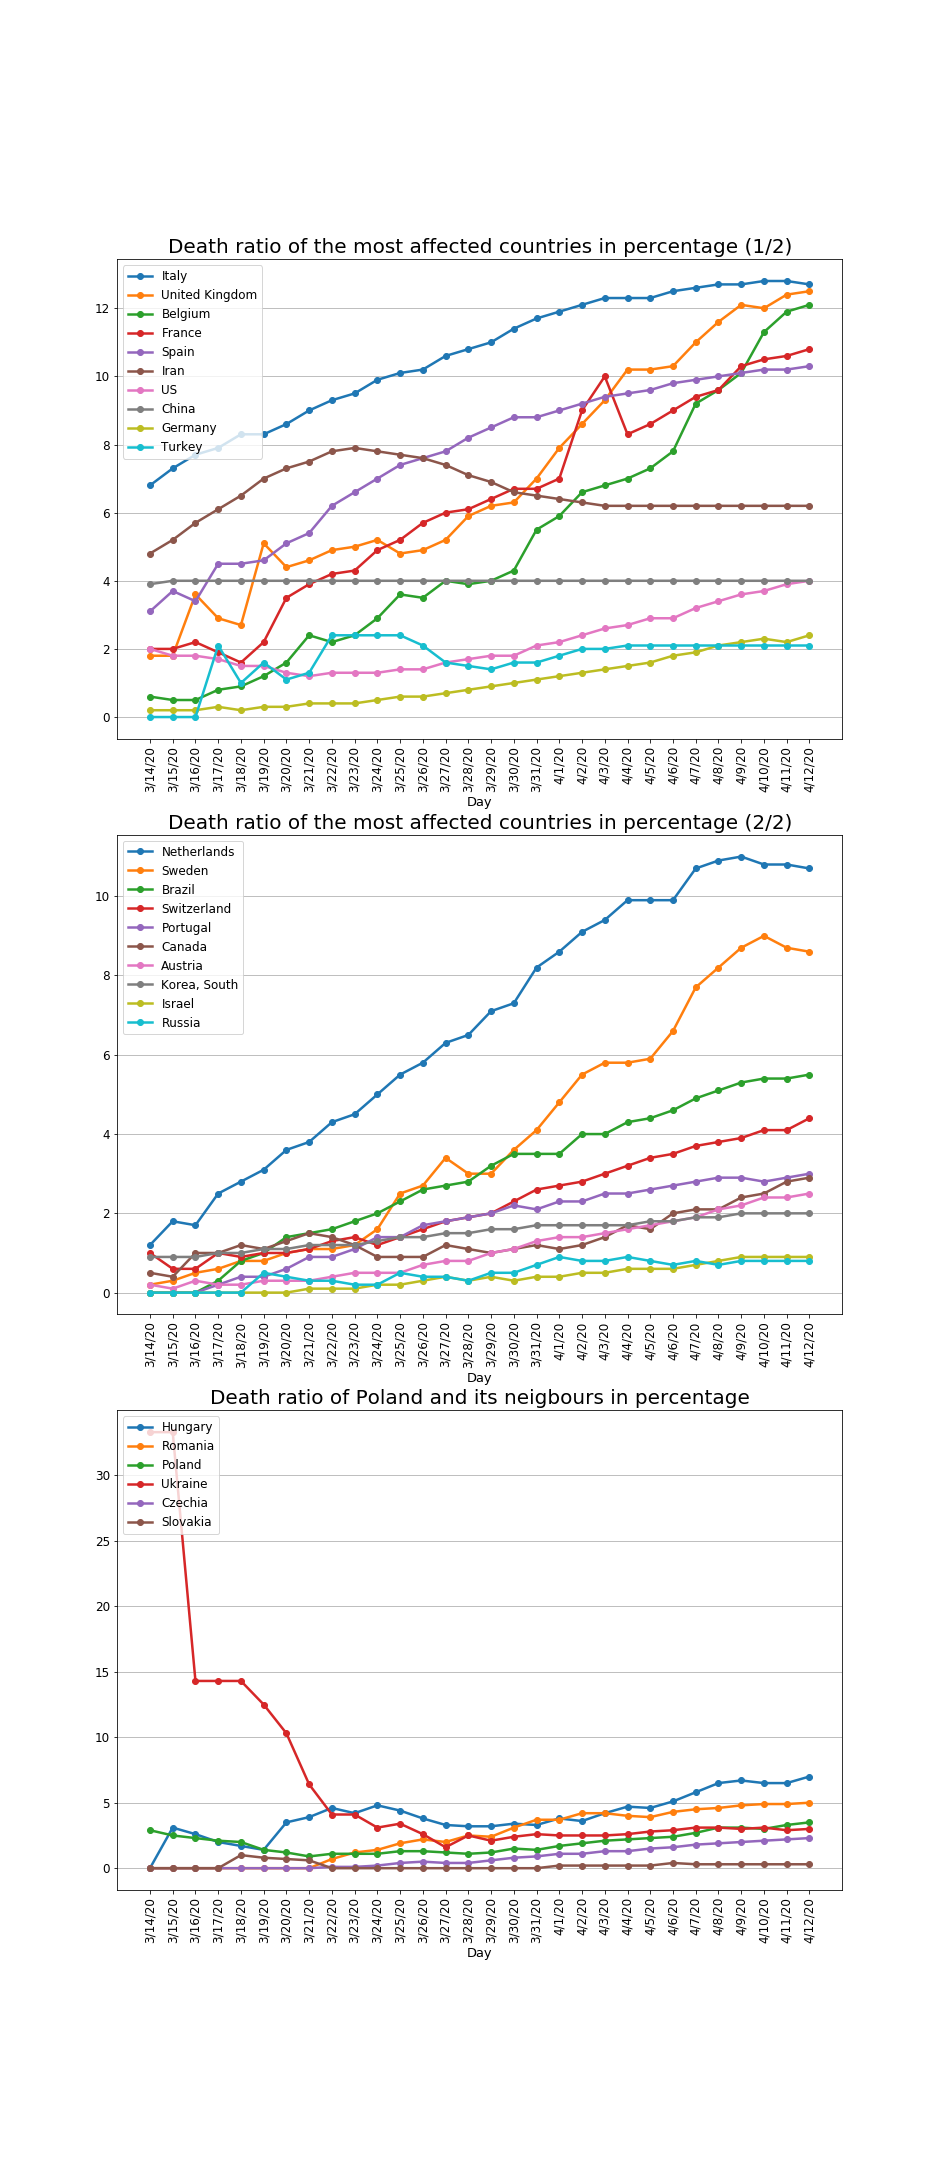 Death ratio of the most affected countries in percentage (1/2)
Italy
United Kingdom
Belgium
France
Spain
Iran
US
China
Germany
Turkey
12
10
8
6
4
2
0
3/14/20 3/15/20 3/16/20 3/17/20 3/18/20 3/19/20 3/20/20 3/21/20 3/22/20 3/23/20 3/24/20 3/25/20 3/26/20 3/27/20 3/28/20 3/29/20 3/30/20 3/31/20 4/1/20 4/2/20 4/3/20 4/4/20 4/5/20 4/6/20 4/7/20 4/8/20 4/9/20 4/10/20 4/11/20 4/12/20
Day
Death ratio of the most affected countries in percentage (2/2)
Netherlands
Sweden
Brazil
Switzerland
Portugal
Canada
Austria
Korea, South
Israel
Russia
10
8
6
4
2
0
3/14/20 3/15/20 3/16/20 3/17/20 3/18/20 3/19/20 3/20/20 3/21/20 3/22/20 3/23/20 3/24/20 3/25/20 3/26/20 3/27/20 3/28/20 3/29/20 3/30/20 3/31/20 4/1/20 4/2/20 4/3/20 4/4/20 4/5/20 4/6/20 4/7/20 4/8/20 4/9/20 4/10/20 4/11/20 4/12/20
Day
Death ratio of Poland and its neigbours in percentage
Hungary
Romania
Poland
Ukraine
Czechia
Slovakia
30
25
20
15
10
5
0
3/14/20 3/15/20 3/16/20 3/17/20 3/18/20 3/19/20 3/20/20 3/21/20 3/22/20 3/23/20 3/24/20 3/25/20 3/26/20 3/27/20 3/28/20 3/29/20 3/30/20 3/31/20 4/1/20 4/2/20 4/3/20 4/4/20 4/5/20 4/6/20 4/7/20 4/8/20 4/9/20 4/10/20 4/11/20 4/12/20
Day